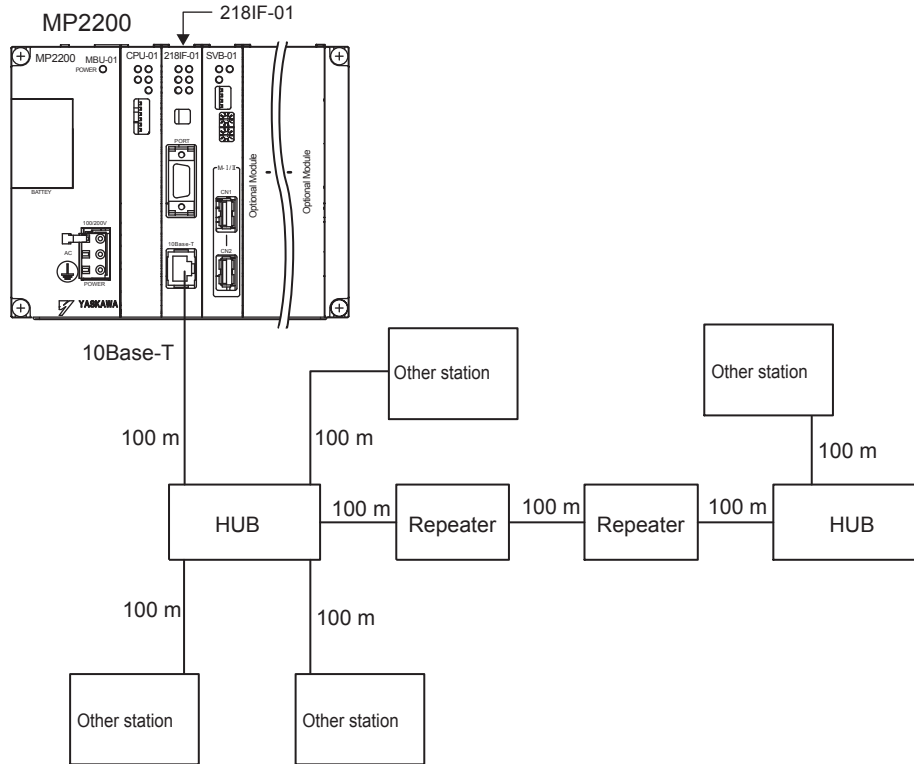 218IF-01
MP2200
MP2200
MBU-01
POWER
CPU-01
218IF-01
SVB-01
PORT
BATTEY
M-I/II
CN1
CN2
Optional Module
Optional Module
100/200V
AC
POWER
10Base-T
YASKAWA
10Base-T
Other station
Other station
100 m
100 m
100 m
HUB
100 m
Repeater
100 m
Repeater
100 m
HUB
100 m
100 m
Other station
Other station